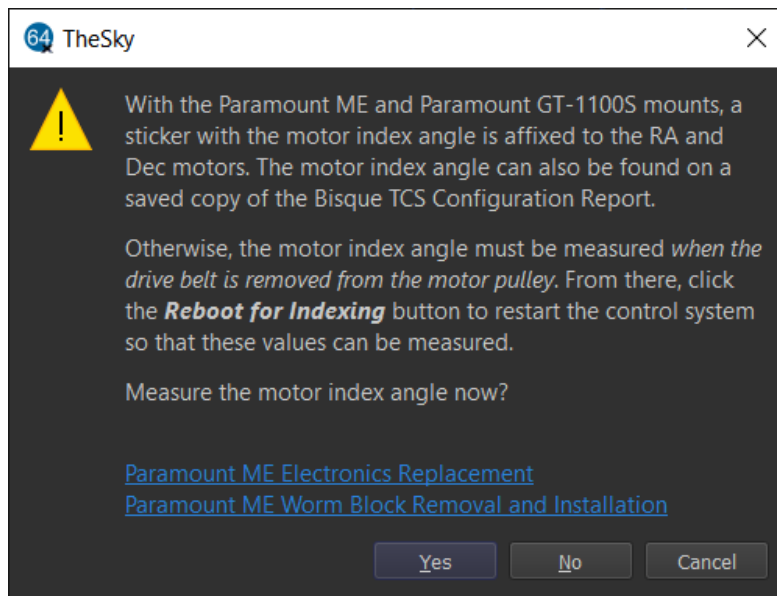 64 TheSky
With the Paramount ME and Paramount GT-1100S mounts, a
sticker with the motor index angle is affixed to the RA and
Dec motors. The motor index angle can also be found on a
saved copy of the Bisque TCS Configuration Report.
Otherwise, the motor index angle must be measured when the
drive belt is removed from the motor pulley. From there, click
the Reboot for Indexing button to restart the control system
so that these values can be measured.
Measure the motor index angle now?
Paramount ME Electronics Replacement
Paramount ME Worm Block Removal and Installation
Yes No Cancel